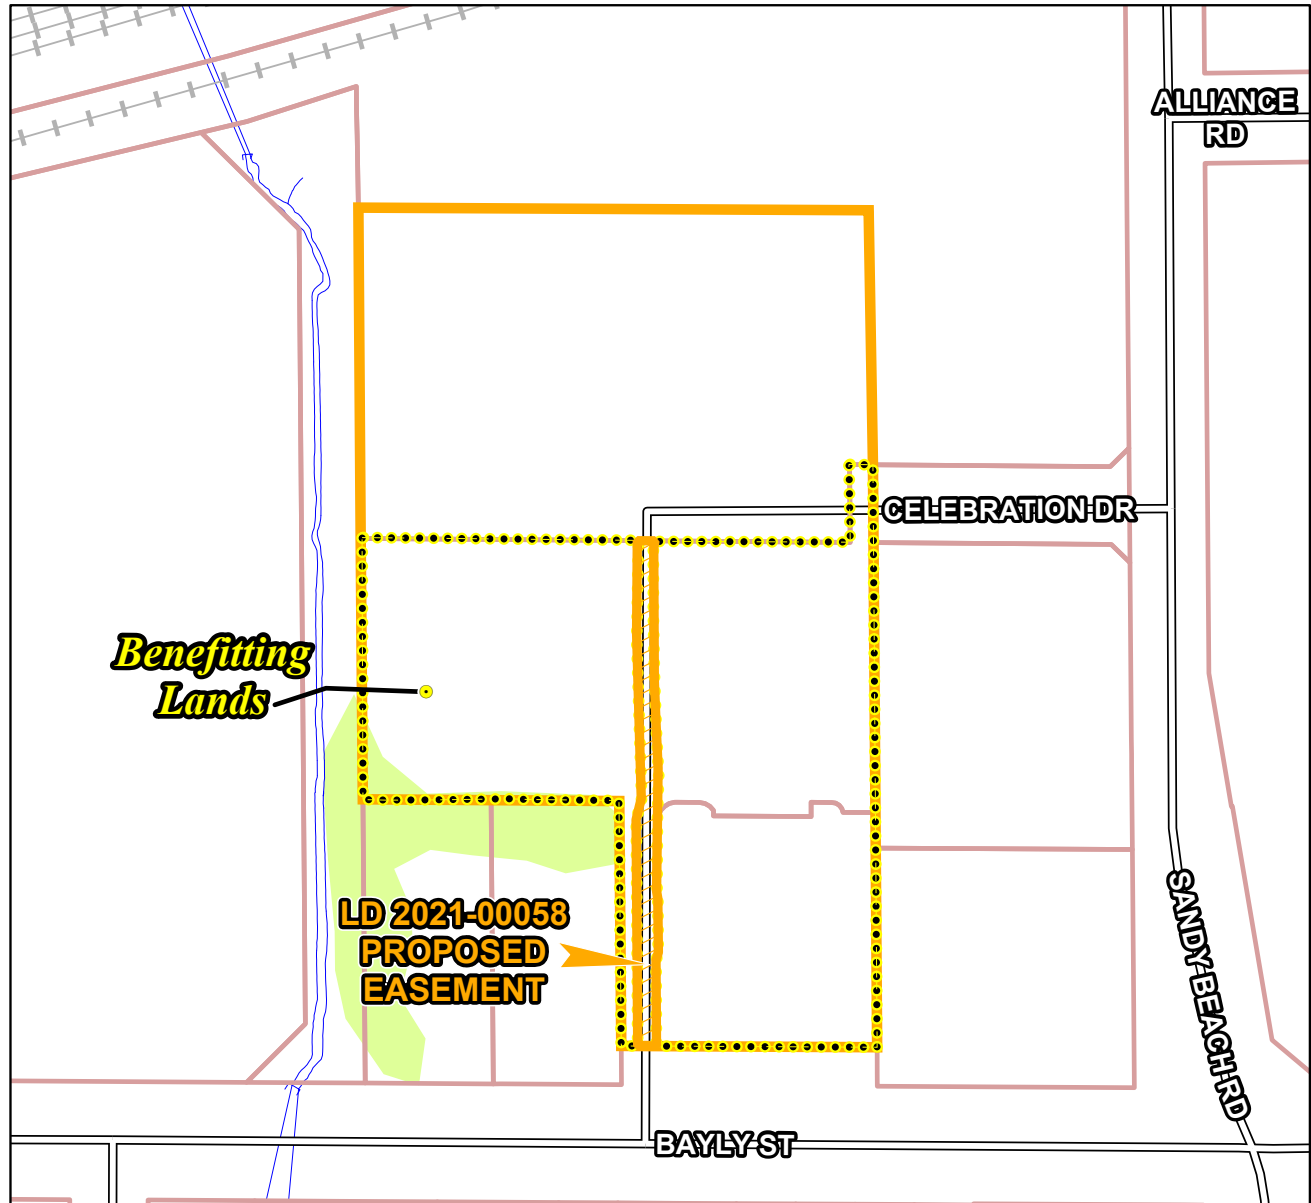 ALLIANCE
RD
CELEBRATION DR
Benefitting
Lands
LD 2021-00058
PROPOSED
EASEMENT
SANDY BEACH RD
BAYLY ST